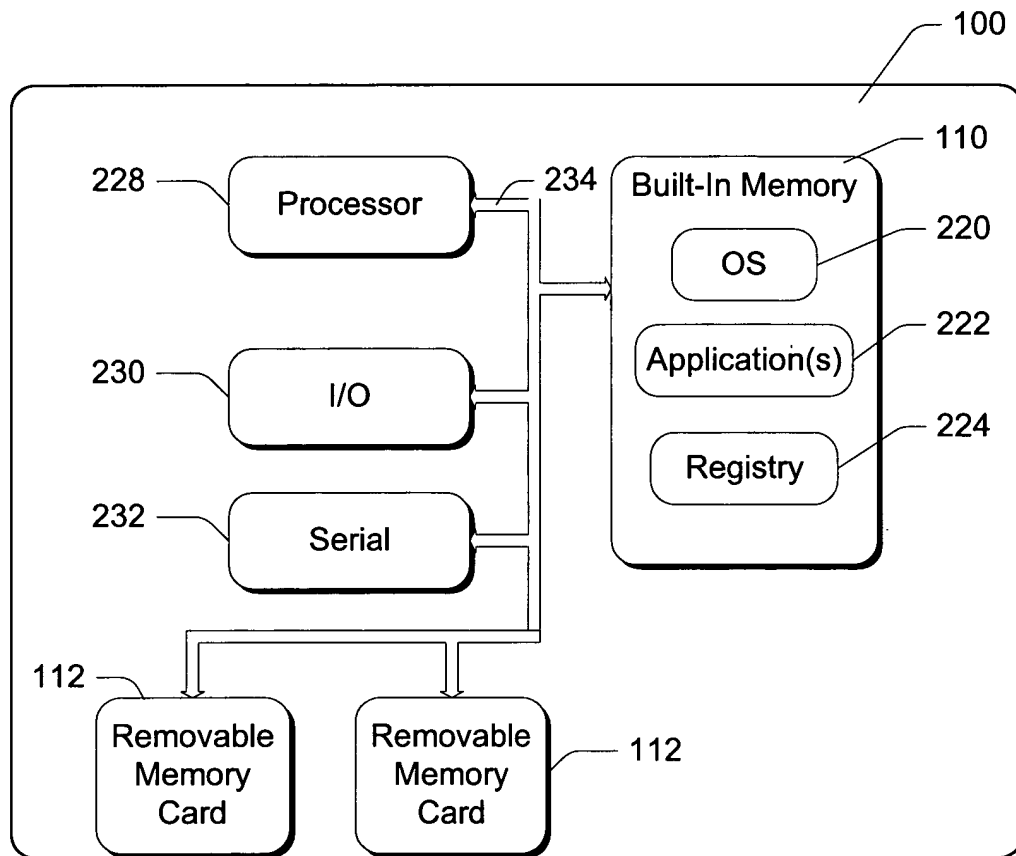 100
110
228
Processor
234
Built-In Memory
220
OS
222
Application(s)
230
I/O
224
Registry
232
Serial
112
Removable
Memory
Card
Removable
Memory
Card
112